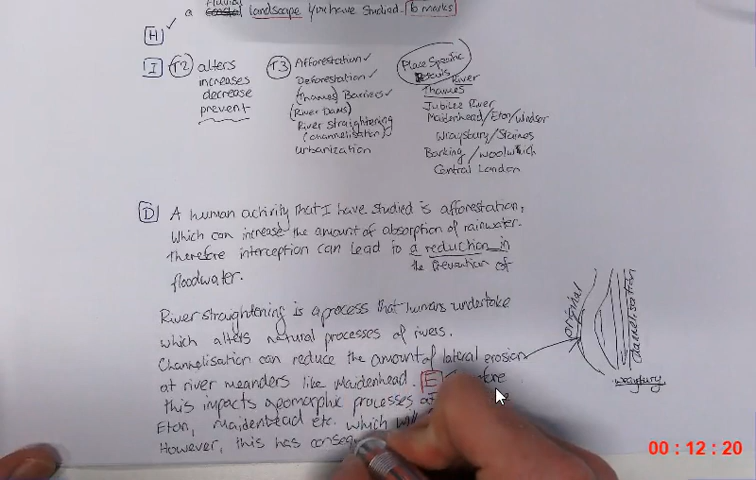 a coastal fluvial landscape you have studied. [6 marks]
H
I T2 alters
increases
decrease
prevent
T3 Afforestation
Deforestation
(Thames) Barriers
(River Dams)
River Straightening
(channelisation)
urbanization
Place Specific
Details River
Thames
Jubilee River
Maidenhead/Eton/Windsor
Wraysbury/Staines
Barking/Woolwich
Central London
D A human activity that I have studied is afforestation,
which can increase the amount of absorption of rainwater.
Therefore interception can lead to a reduction in
the prevention of
floodwater.
River straightening is a process that humans undertake
which alters natural processes of rivers.
Channelisation can reduce the amount of lateral erosion
at river meanders like Maidenhead. E
this impacts geomorphic processes
Eton, Maidenhead etc. which will
However, this has conseq
original
channelisation
wraysbury
00:12:20